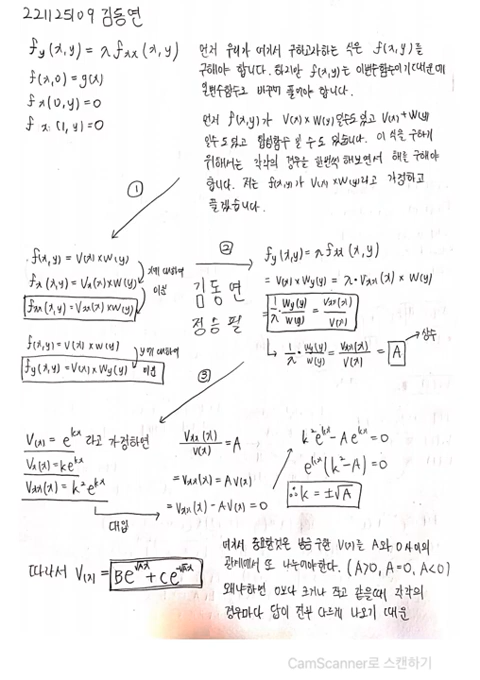 221125109 김동연
f_y(x,y) = λ f_xx(x,y)
f(x,0) = g(x)
f_x(0,y) = 0
f_x(1,y) = 0
먼저 우리가 여기서 구하고자하는 식은 f(x,y)를
구해야 합니다. 하지만 f(x,y)는 이변수함수이기 때문에
일변수함수로 바꾸어 풀어야 합니다.
먼저 f(x,y)가 V(x)×W(y) 일수도있고 V(x)+W(y)
일수도있고 합성함수 일 수도 있습니다. 이 식을 구하기
위해서는 각각의 경우를 한번씩 해보면서 해를 구해야
합니다. 저는 f(x,y)가 V(x)×W(y)라고 가정하고
풀겠습니다.
①
f(x,y) = V(x)×W(y)
f_x(x,y) = V_x(x)×W(y)
x에 대하여
미분
f_xx(x,y) = V_xx(x)×W(y)
f(x,y) = V(x)×W(y)
y에 대하여
미분
f_y(x,y) = V(x)×W_y(y)
②
김동연
정승필
f_y(x,y) = λ f_xx(x,y)
= V(x)×W_y(y) = λ·V_xx(x)×W(y)
= 1/λ · W_y(y)/W(y) = V_xx(x)/V(x)
↳ 1/λ · W_y(y)/W(y) = V_xx(x)/V(x) = A
상수
③
V(x) = e^{kx} 라고 가정하면
V_x(x) = ke^{kx}
V_xx(x) = k²e^{kx}
대입
V_xx(x)/V(x) = A
= V_xx(x) = AV(x)
= V_xx(x) - AV(x) = 0
k²e^{kx} - Ae^{kx} = 0
e^{kx}(k²-A) = 0
∴ k = ±√A
따라서 V(x) = Be^{√A x} + Ce^{-√A x}
여기서 중요한것은 방금 구한 V(x)는 A와 0 사이의
관계에서 또 나누어야한다. (A>0, A=0, A<0)
왜냐하면 0보다 크거나 작고 같을때 각각의
경우마다 답이 전부 다르게 나오기 때문
CamScanner로 스캔하기